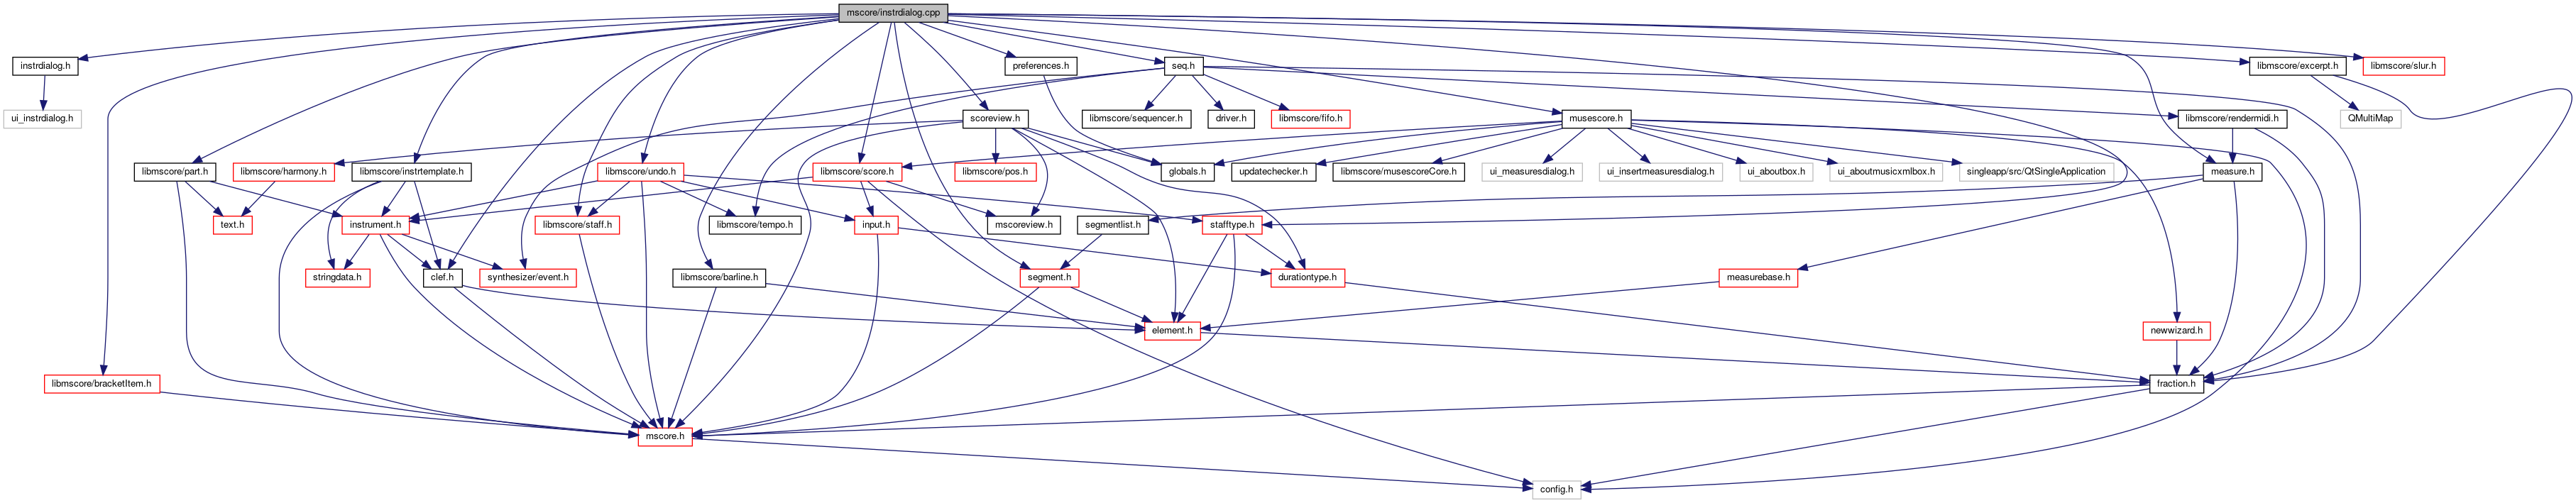 mscore/instrdialog.cpp
instrdialog.h
preferences.h
seq.h
libmscore/excerpt.h
libmscore/slur.h
ui_instrdialog.h
scoreview.h
libmscore/sequencer.h
driver.h
libmscore/fifo.h
musescore.h
libmscore/rendermidi.h
QMultiMap
libmscore/part.h
libmscore/harmony.h
libmscore/instrtemplate.h
libmscore/undo.h
libmscore/score.h
libmscore/pos.h
globals.h
updatechecker.h
libmscore/musescoreCore.h
ui_measuresdialog.h
ui_insertmeasuresdialog.h
ui_aboutbox.h
ui_aboutmusicxmlbox.h
singleapp/src/QtSingleApplication
measure.h
text.h
instrument.h
libmscore/staff.h
libmscore/tempo.h
input.h
mscoreview.h
segmentlist.h
stafftype.h
stringdata.h
clef.h
synthesizer/event.h
libmscore/barline.h
segment.h
durationtype.h
measurebase.h
element.h
newwizard.h
libmscore/bracketItem.h
fraction.h
mscore.h
config.h